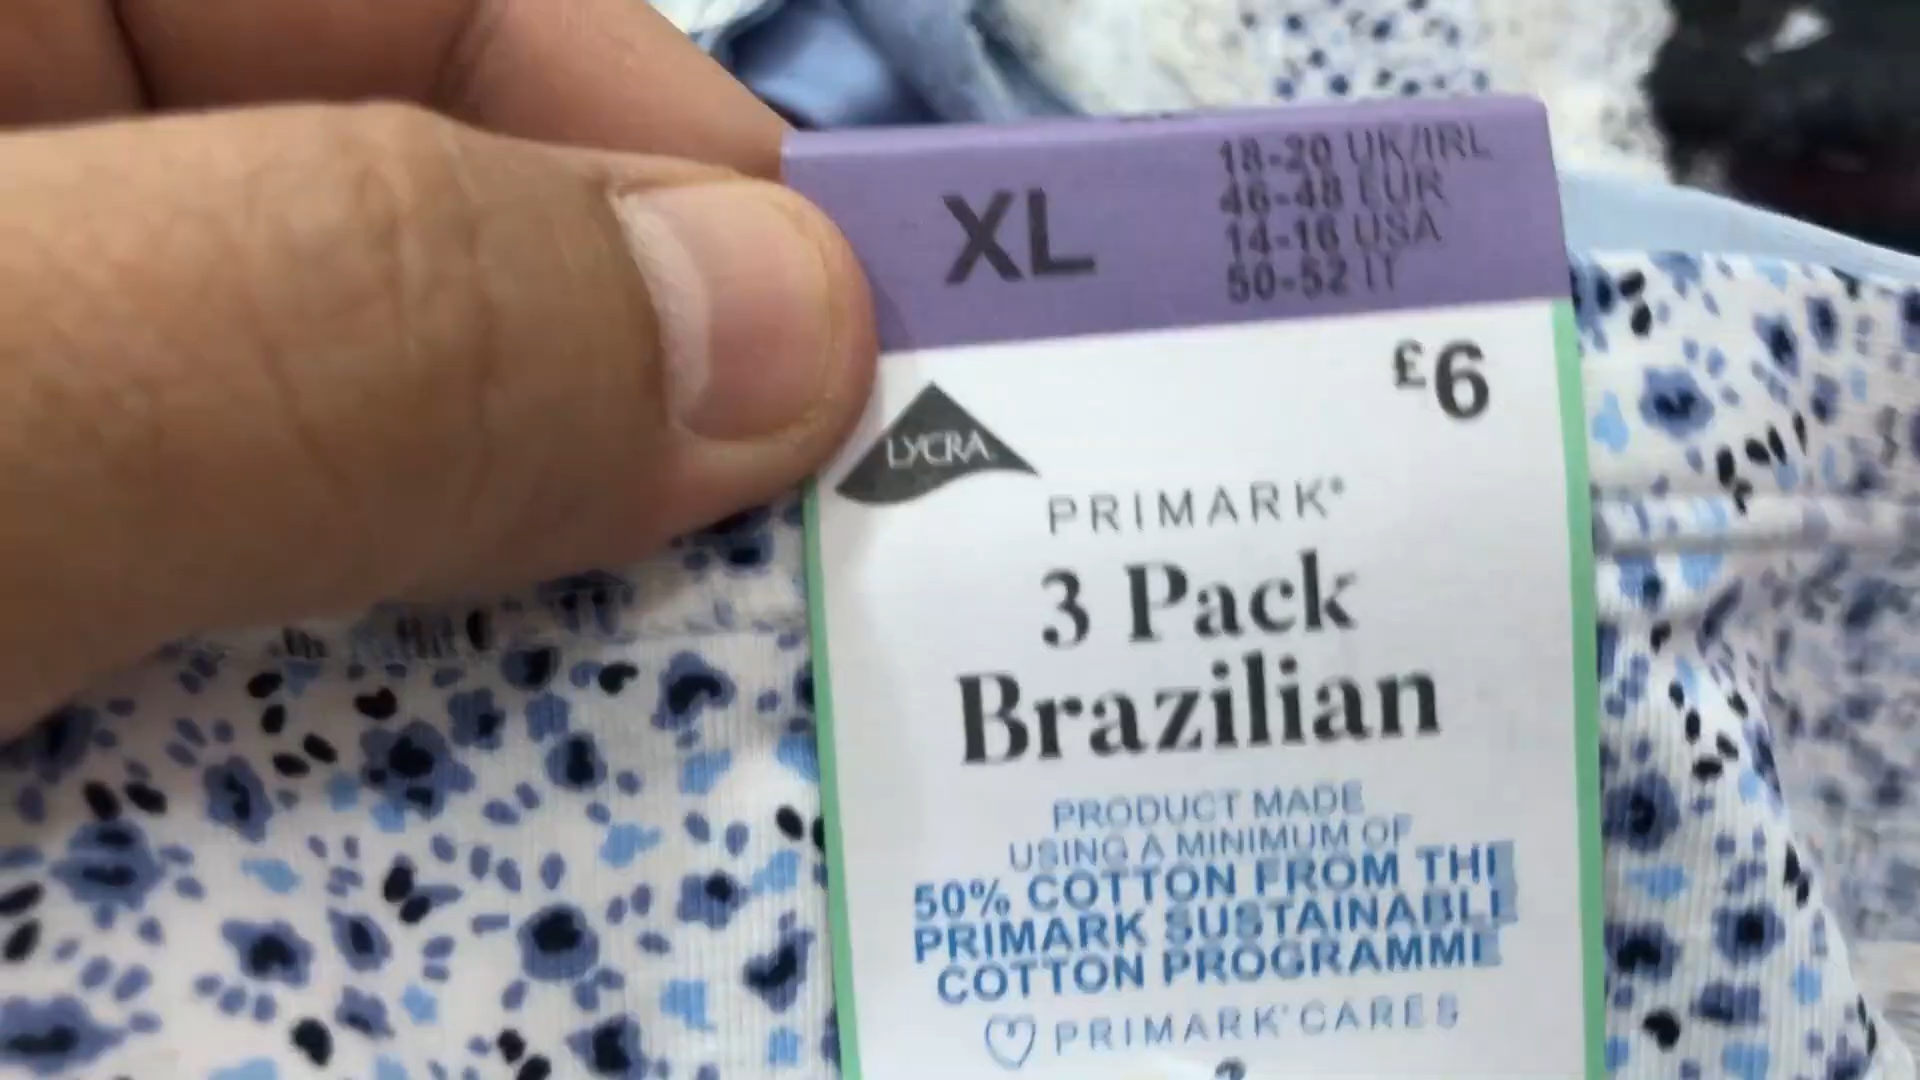 XL
18-20 UK/IRL
46-48 EUR
14-16 USA
50-52 IT
£6
LYCRA
PRIMARK®
3 Pack
Brazilian
PRODUCT MADE
USING A MINIMUM OF
50% COTTON FROM THE
PRIMARK SUSTAINABLE
COTTON PROGRAMME
PRIMARK® CARES